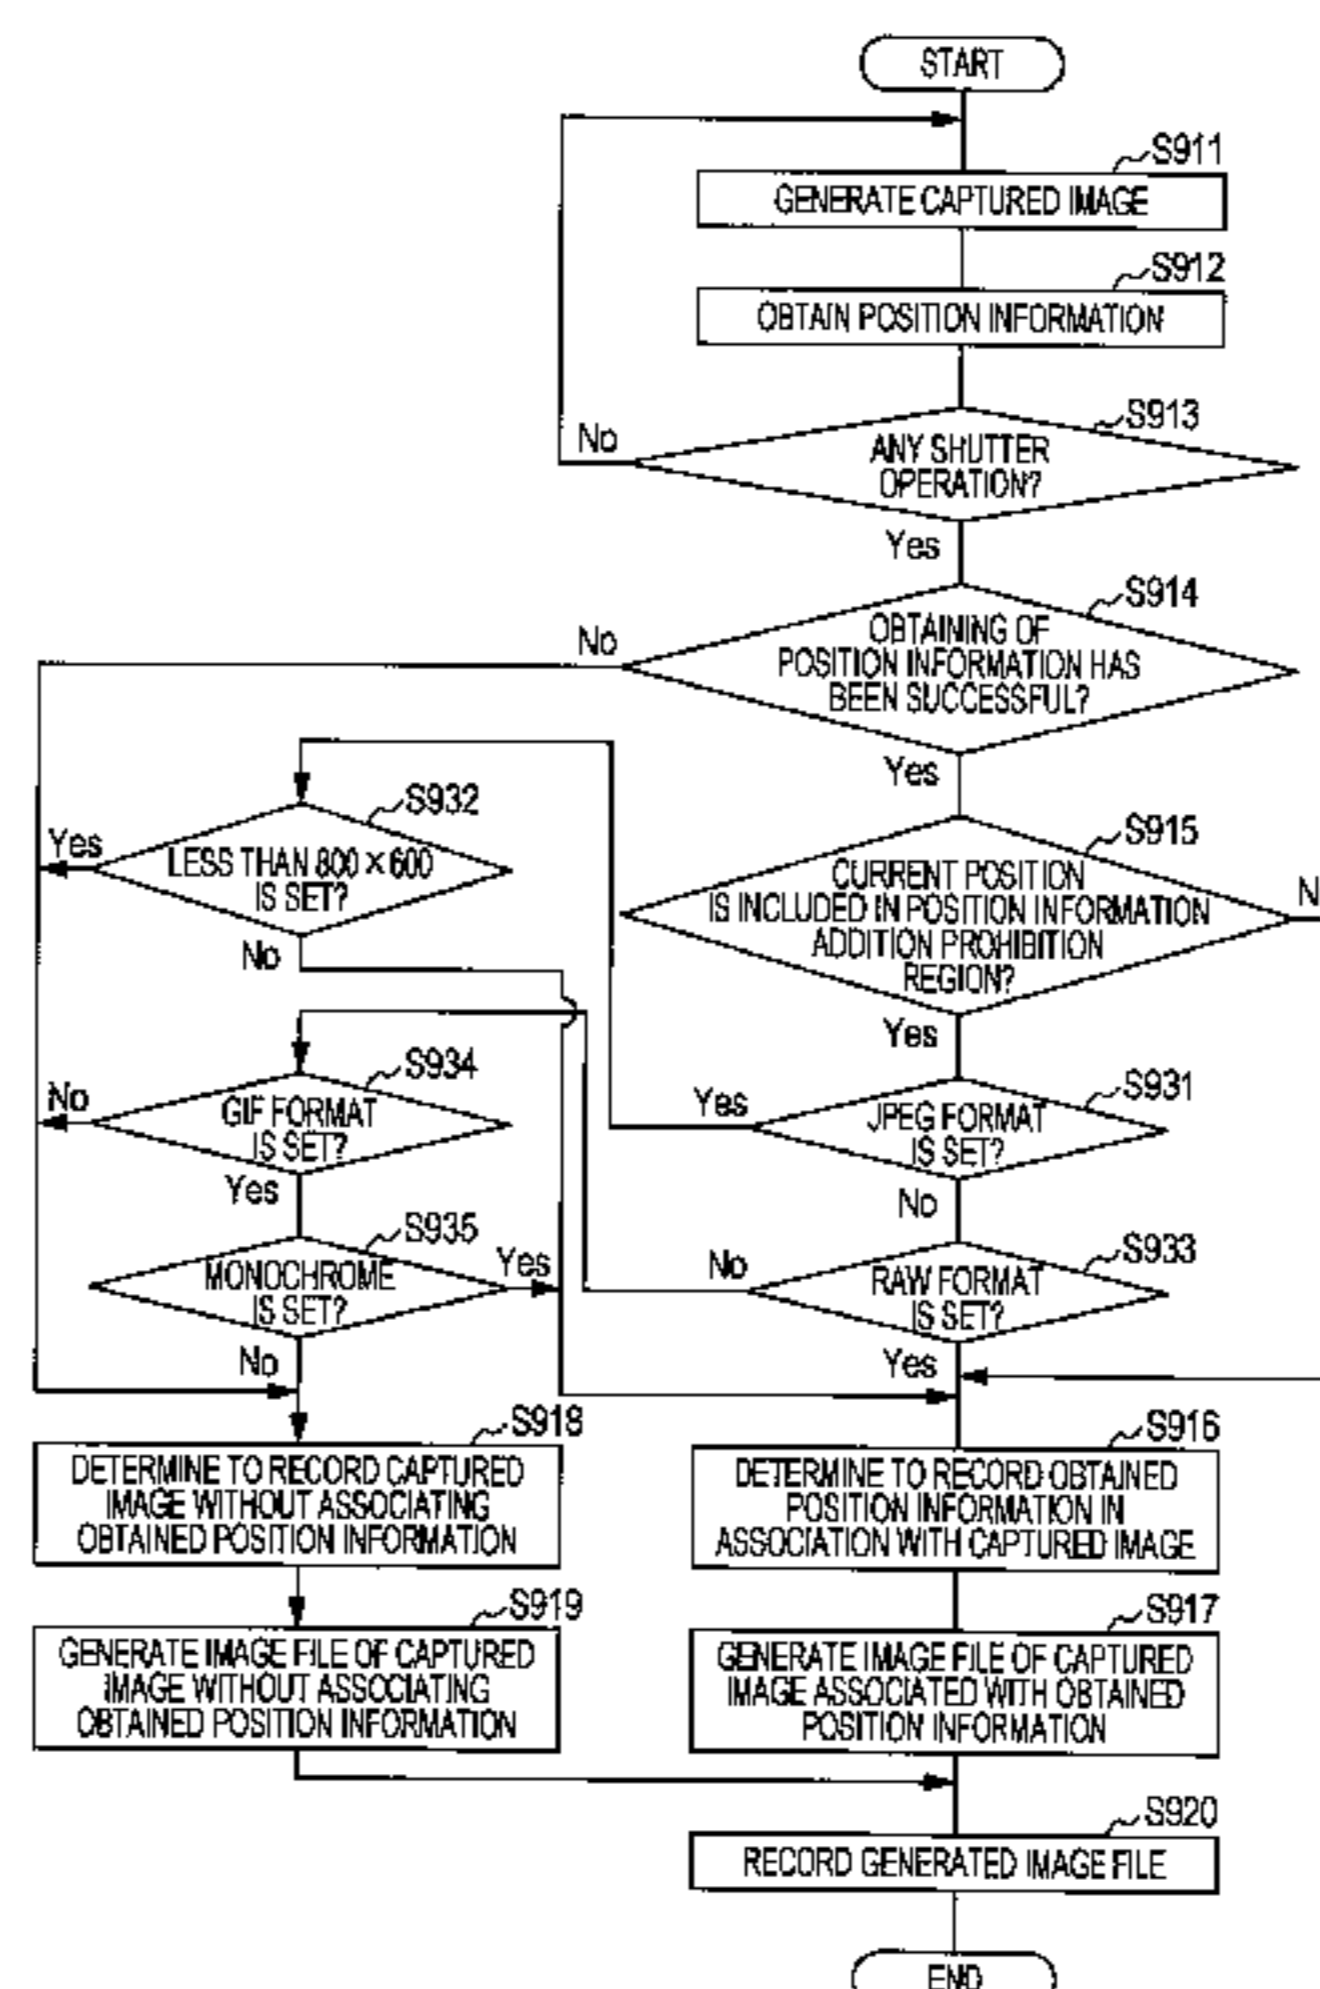 START
S911
GENERATE CAPTURED IMAGE
S912
OBTAIN POSITION INFORMATION
S913
ANY SHUTTER
OPERATION?
No
Yes
S914
OBTAINING OF
POSITION INFORMATION HAS
BEEN SUCCESSFUL?
No
Yes
S932
LESS THAN 800 × 600
IS SET?
Yes
No
S915
CURRENT POSITION
IS INCLUDED IN POSITION INFORMATION
ADDITION PROHIBITION
REGION?
N
Yes
S934
GIF FORMAT
IS SET?
No
Yes
S931
JPEG FORMAT
IS SET?
Yes
No
S935
MONOCHROME
IS SET?
Yes
No
S933
RAW FORMAT
IS SET?
No
Yes
S918
DETERMINE TO RECORD CAPTURED
IMAGE WITHOUT ASSOCIATING
OBTAINED POSITION INFORMATION
S916
DETERMINE TO RECORD OBTAINED
POSITION INFORMATION IN
ASSOCIATION WITH CAPTURED IMAGE
S919
GENERATE IMAGE FILE OF CAPTURED
IMAGE WITHOUT ASSOCIATING
OBTAINED POSITION INFORMATION
S917
GENERATE IMAGE FILE OF CAPTURED
IMAGE ASSOCIATED WITH OBTAINED
POSITION INFORMATION
S920
RECORD GENERATED IMAGE FILE
END